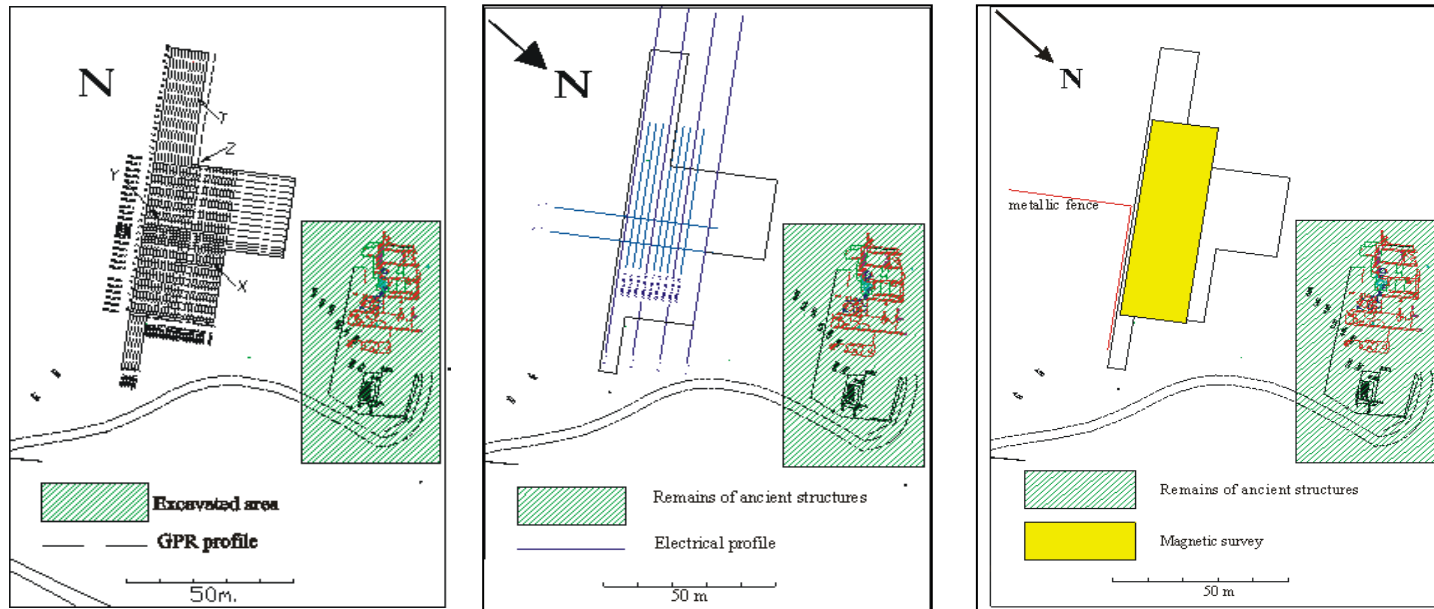 N
T
Z
Y
X
Excavated area
GPR profile
50m.
N
Remains of ancient structures
Electrical profile
50 m
N
metallic fence
Remains of ancient structures
Magnetic survey
50 m